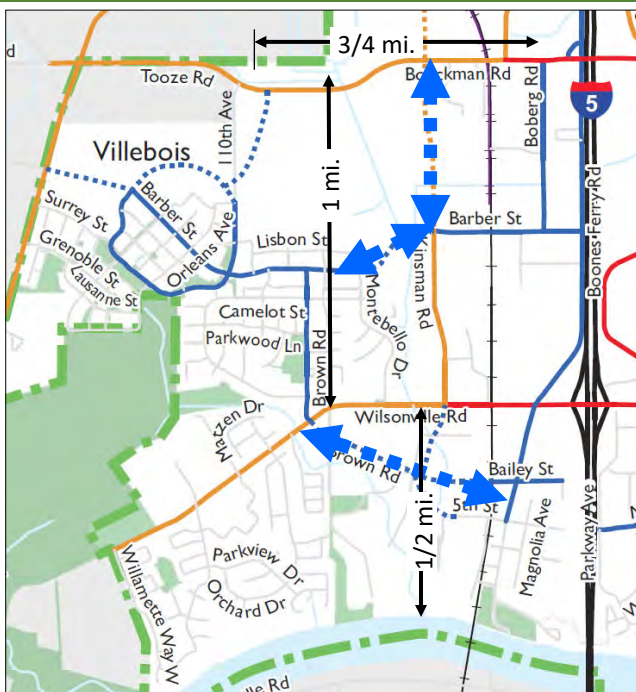 d
3/4 mi.
Tooze Rd
Boeckman Rd
110th Ave
Boberg Rd
5
Villebois
1 mi.
Boones Ferry Rd
Surrey St
Barber St
Orleans Ave
Barber St
Grenoble St
Lisbon St
Lausanne St
Kinsman Rd
Camelot St
Montebello Dr
Parkwood Ln
Brown Rd
Wilsonville Rd
Brown Rd
Bailey St
5th St
1/2 mi.
Magnolia Ave
Parkway Ave
Parkview Dr
Orchard Dr
Willamette Way W
lle Rd